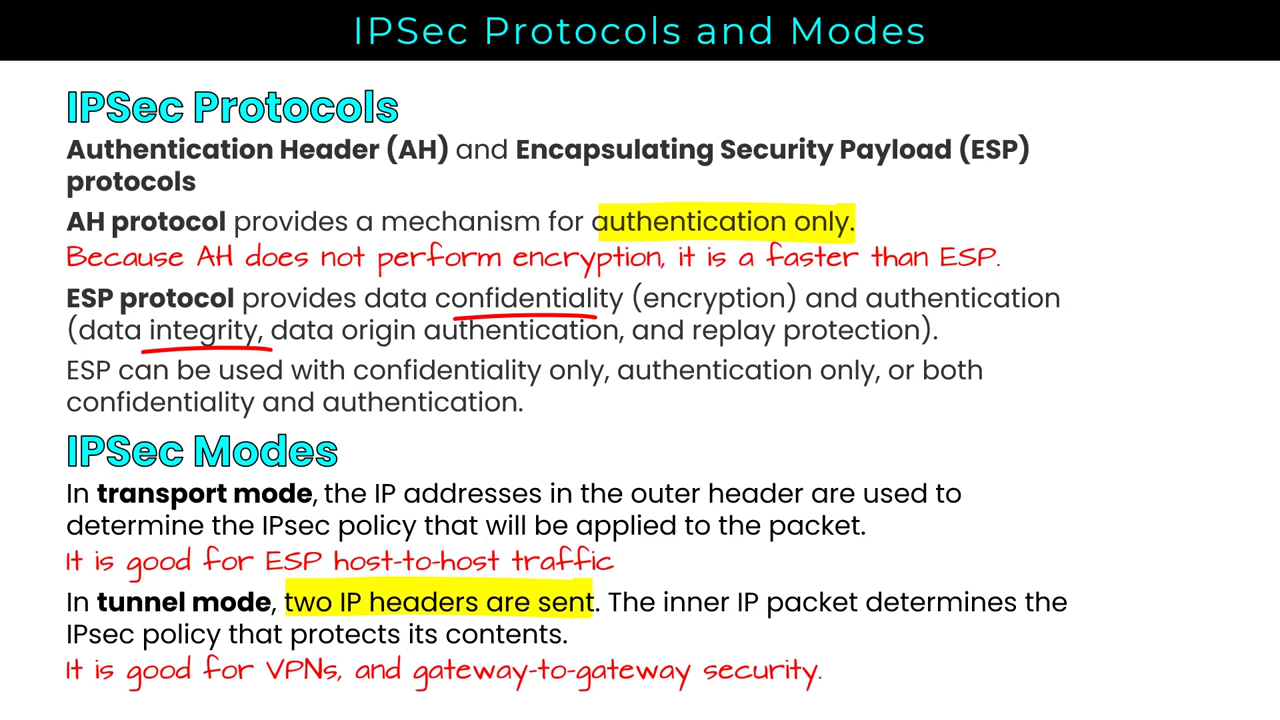 IPSec Protocols and Modes
IPSec Protocols
Authentication Header (AH) and Encapsulating Security Payload (ESP)
protocols
AH protocol provides a mechanism for authentication only.
Because AH does not perform encryption, it is a faster than ESP.
ESP protocol provides data confidentiality (encryption) and authentication
(data integrity, data origin authentication, and replay protection).
ESP can be used with confidentiality only, authentication only, or both
confidentiality and authentication.
IPSec Modes
In transport mode, the IP addresses in the outer header are used to
determine the IPsec policy that will be applied to the packet.
It is good for ESP host-to-host traffic
In tunnel mode, two IP headers are sent. The inner IP packet determines the
IPsec policy that protects its contents.
It is good for VPNs, and gateway-to-gateway security.